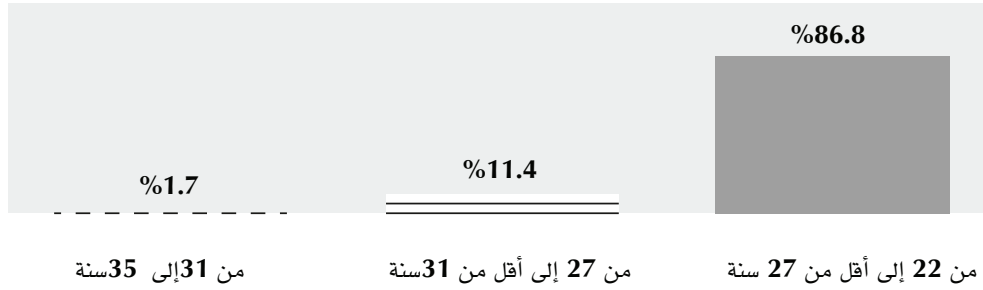 %86.8
%11.4
%1.7
من 22 إلى أقل من 27 سنة
من 27 إلى أقل من 31سنة
من 31إلى 35سنة